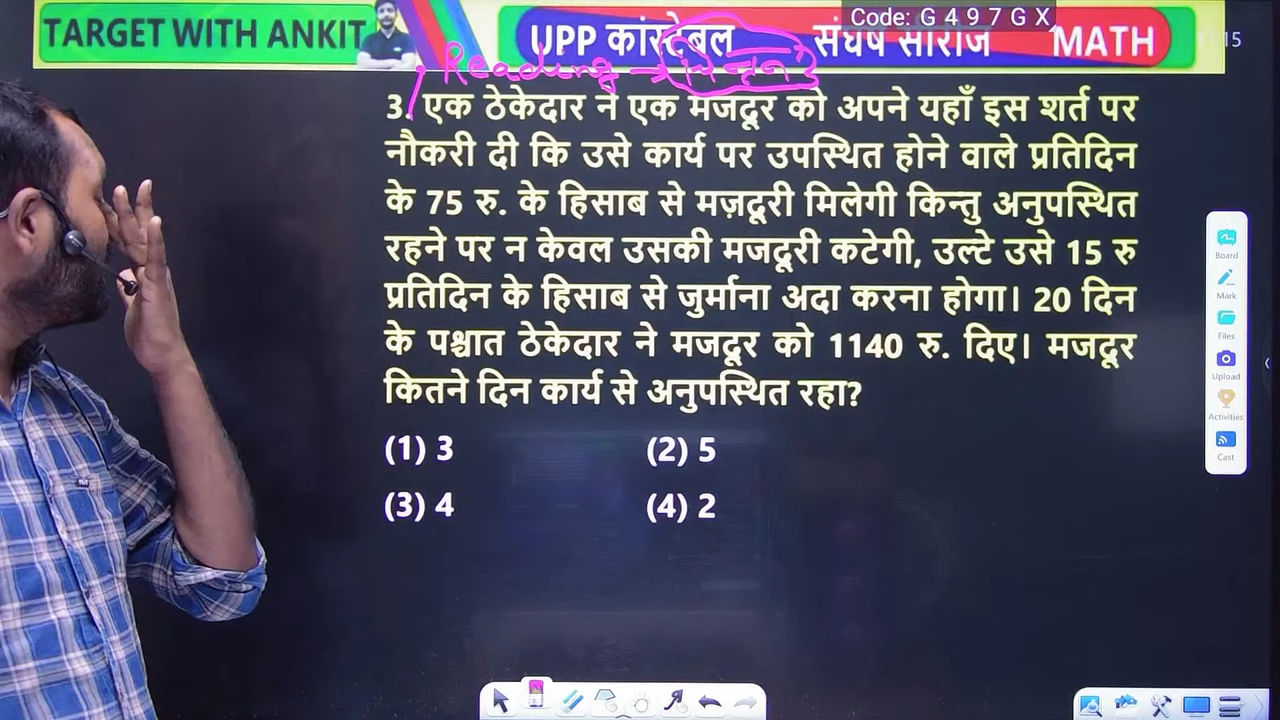 TARGET WITH ANKIT
UPP कांस्टेबल संघर्ष सीरीज MATH
Code: G 4 9 7 G X
15
Reading →
3. एक ठेकेदार ने एक मजदूर को अपने यहाँ इस शर्त पर
नौकरी दी कि उसे कार्य पर उपस्थित होने वाले प्रतिदिन
के 75 रु. के हिसाब से मज़दूरी मिलेगी किन्तु अनुपस्थित
रहने पर न केवल उसकी मजदूरी कटेगी, उल्टे उसे 15 रु
प्रतिदिन के हिसाब से जुर्माना अदा करना होगा। 20 दिन
के पश्चात ठेकेदार ने मजदूर को 1140 रु. दिए। मजदूर
कितने दिन कार्य से अनुपस्थित रहा?
(1) 3 (2) 5
(3) 4 (4) 2
Board
Mark
Files
Upload
Activities
Cast